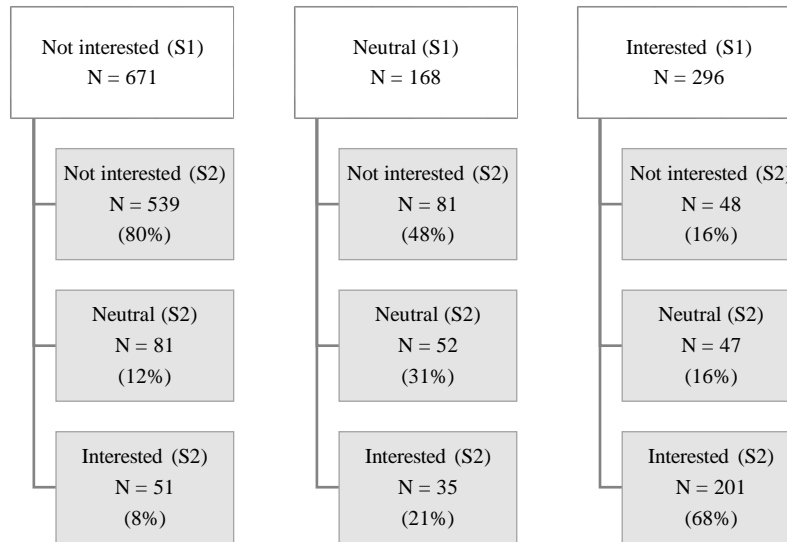 Not interested (S1)
N = 671
Not interested (S2)
N = 539
(80%)
Neutral (S2)
N = 81
(12%)
Interested (S2)
N = 51
(8%)
Neutral (S1)
N = 168
Not interested (S2)
N = 81
(48%)
Neutral (S2)
N = 52
(31%)
Interested (S2)
N = 35
(21%)
Interested (S1)
N = 296
Not interested (S2)
N = 48
(16%)
Neutral (S2)
N = 47
(16%)
Interested (S2)
N = 201
(68%)